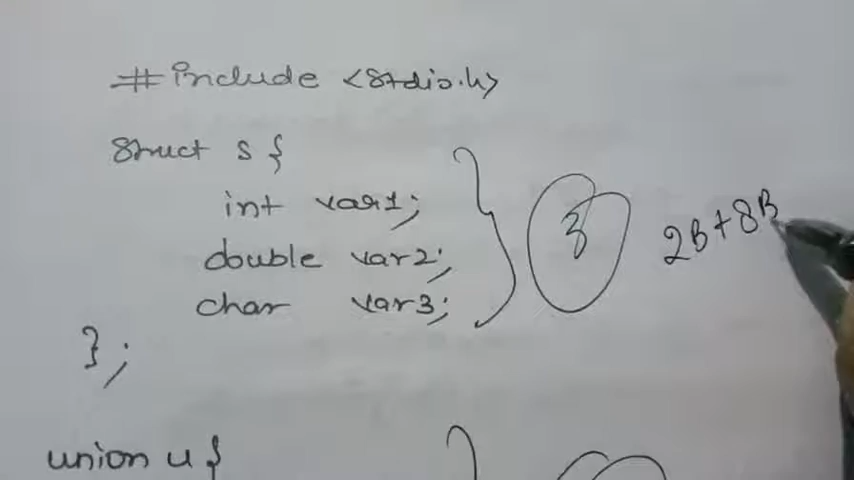 #include <stdio.h>
struct s {
int var1;
double var2;
char var3;
};
3
2B+8B
union u {